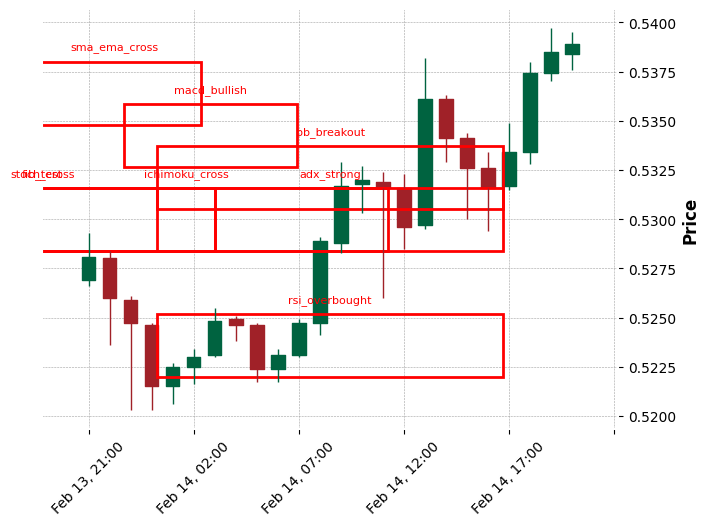 sma_ema_cross
macd_bullish
bb_breakout
ichimoku_cross
adx_strong
rsi_overbought
0.5400
0.5375
0.5350
0.5325
0.5300
0.5275
0.5250
0.5225
0.5200
Price
Feb 13, 21:00
Feb 14, 02:00
Feb 14, 07:00
Feb 14, 12:00
Feb 14, 17:00